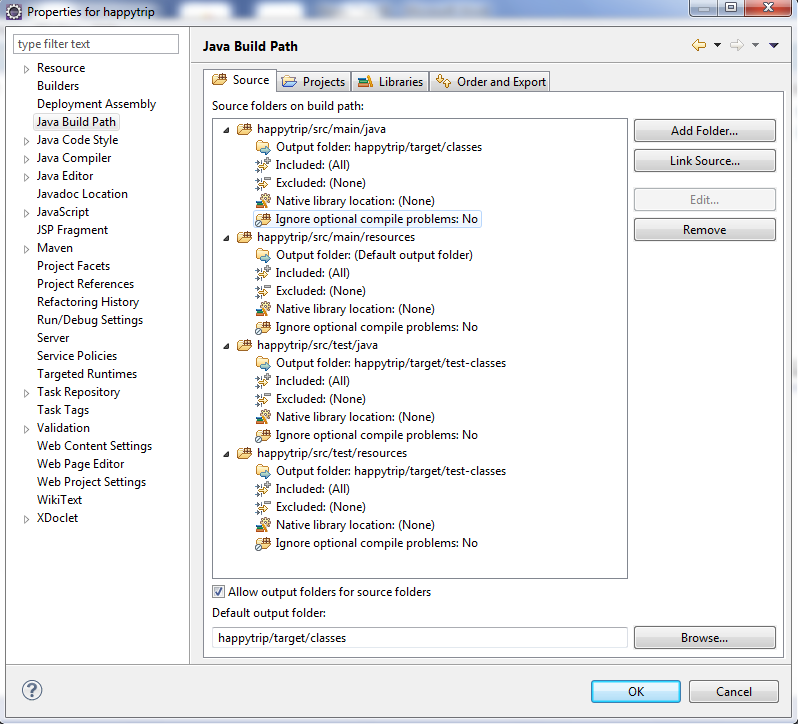 Properties for happytrip
type filter text
Resource
Builders
Deployment Assembly
Java Build Path
Java Code Style
Java Compiler
Java Editor
Javadoc Location
JavaScript
JSP Fragment
Maven
Project Facets
Project References
Refactoring History
Run/Debug Settings
Server
Service Policies
Targeted Runtimes
Task Repository
Task Tags
Validation
Web Content Settings
Web Page Editor
Web Project Settings
WikiText
XDoclet
Java Build Path
Source Projects Libraries Order and Export
Source folders on build path:
happytrip/src/main/java
Output folder: happytrip/target/classes
Included: (All)
Excluded: (None)
Native library location: (None)
Ignore optional compile problems: No
happytrip/src/main/resources
Output folder: (Default output folder)
Included: (All)
Excluded: (None)
Native library location: (None)
Ignore optional compile problems: No
happytrip/src/test/java
Output folder: happytrip/target/test-classes
Included: (All)
Excluded: (None)
Native library location: (None)
Ignore optional compile problems: No
happytrip/src/test/resources
Output folder: happytrip/target/test-classes
Included: (All)
Excluded: (None)
Native library location: (None)
Ignore optional compile problems: No
Add Folder...
Link Source...
Edit...
Remove
Allow output folders for source folders
Default output folder:
happytrip/target/classes
Browse...
?
OK
Cancel